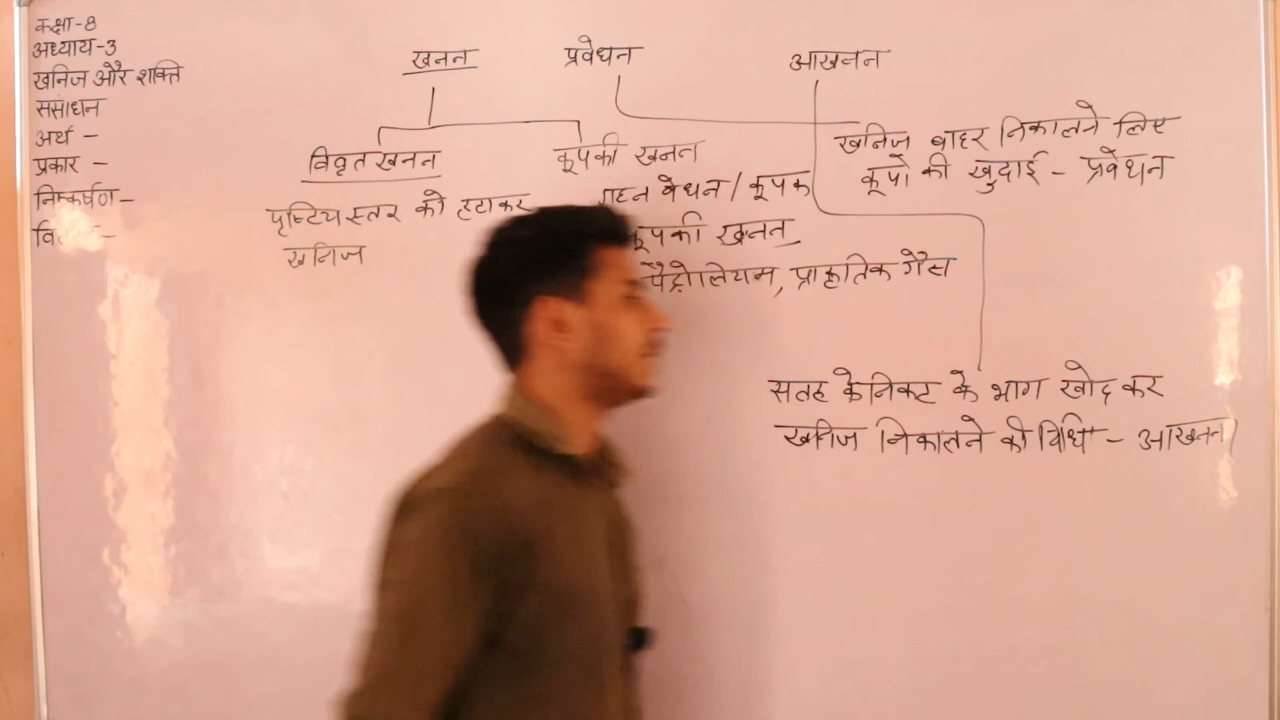 कक्षा-8
अध्याय-3
खनिज और शक्ति
ससांधन
अर्थ -
प्रकार -
निष्कर्षण-
खनन
प्रवेधन
आखनन
विवृत खनन
पृष्टिय स्तर को हटाकर
खनिज
कूपकी खनन
गहन वेधन / कूपक
कूपकी खनन
पैट्रोलियम, प्राकृतिक गैस
खनिज बाहर निकालने लिए
कूपो की खुदाई - प्रवेधन
सतह के निकट के भाग खोद कर
खनिज निकालने की विधि - आखनन